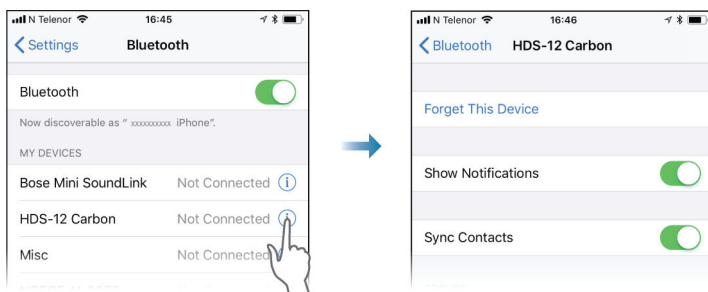 N Telenor 16:45
Settings Bluetooth
Bluetooth
Now discoverable as “ xxxxxxxxxx iPhone”.
MY DEVICES
Bose Mini SoundLink Not Connected i
HDS-12 Carbon Not Connected i
Misc Not Connected
N Telenor 16:46
Bluetooth HDS-12 Carbon
Forget This Device
Show Notifications
Sync Contacts